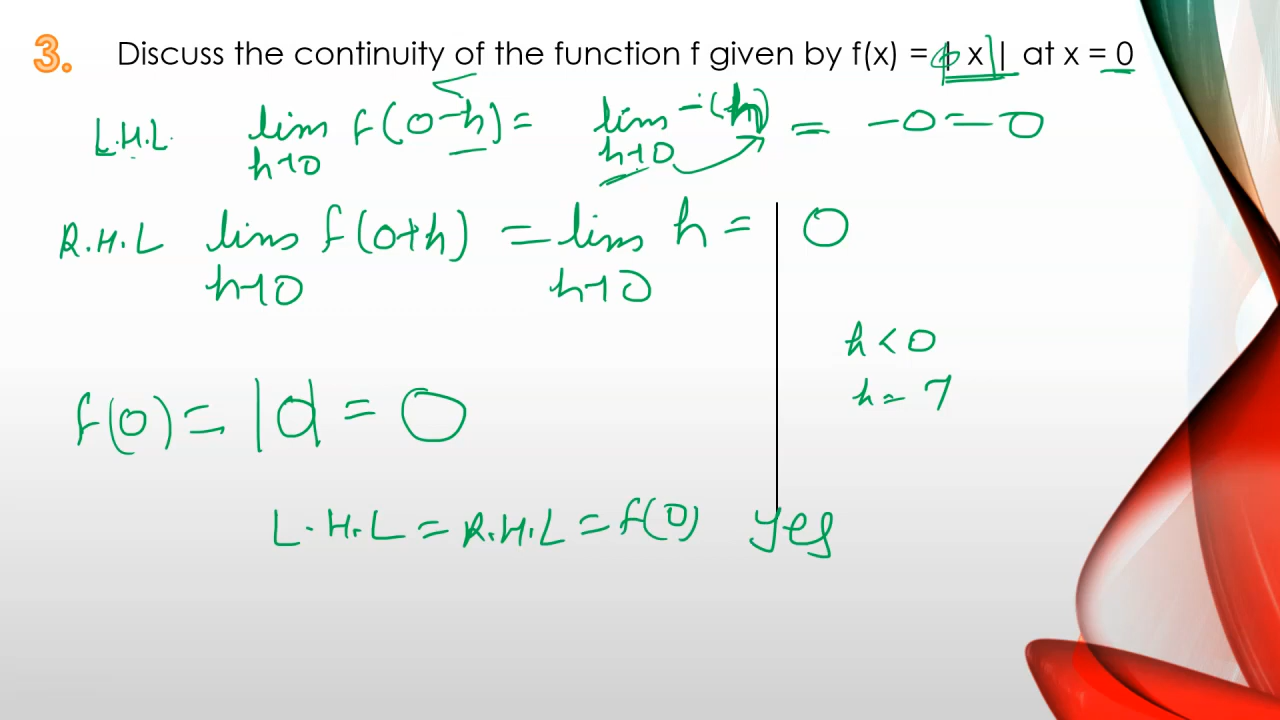 3. Discuss the continuity of the function f given by f(x) = | x | at x = 0
L.H.L. lim h→0 f(0-h) = lim h→0 -(h) = -0 = 0
R.H.L lim h→0 f(0+h) = lim h→0 h = 0
h < 0
h = 7
f(0) = |0| = 0
L.H.L = R.H.L = f(0) yes